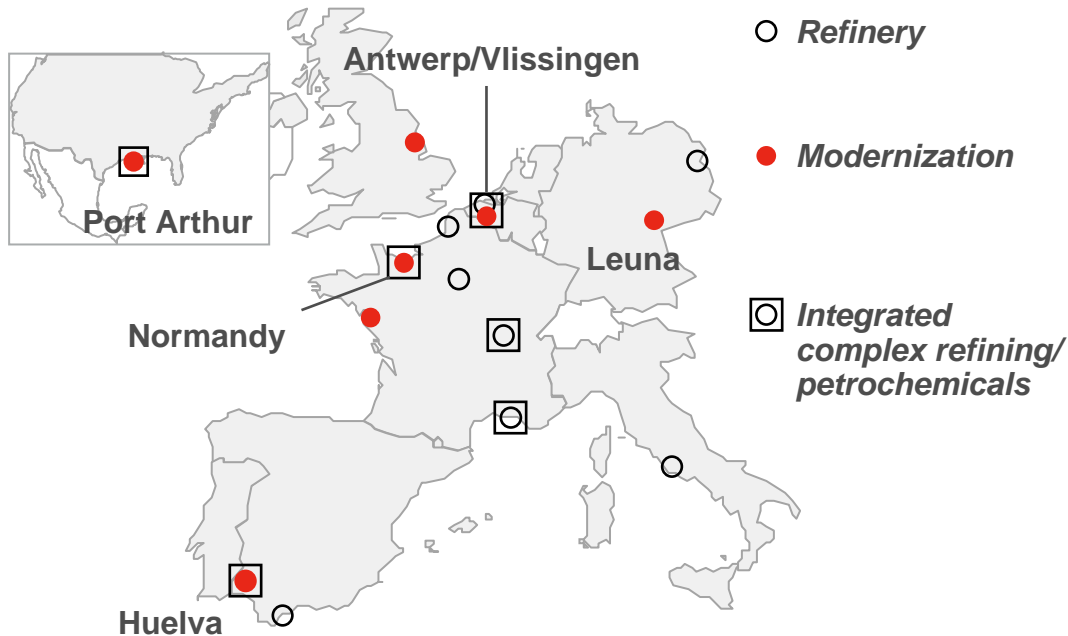 Antwerp/Vlissingen
Port Arthur
Normandy
Leuna
Huelva
Refinery
Modernization
Integrated
complex refining/
petrochemicals